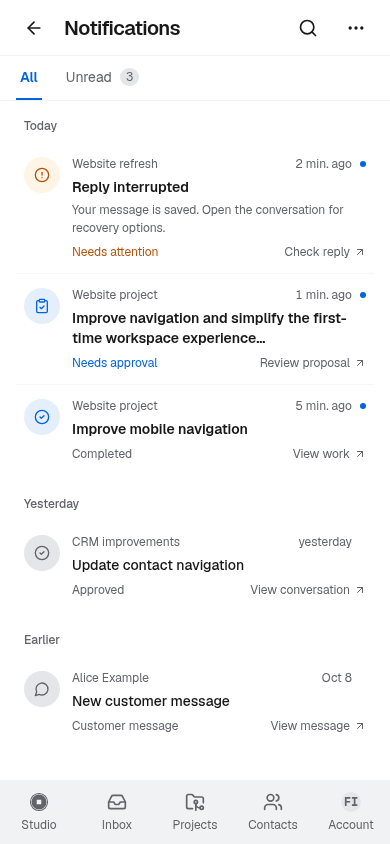 Notifications
All
Unread 3
Today
Website refresh 2 min. ago
Reply interrupted
Your message is saved. Open the conversation for
recovery options.
Needs attention Check reply
Website project 1 min. ago
Improve navigation and simplify the first-
time workspace experience...
Needs approval Review proposal
Website project 5 min. ago
Improve mobile navigation
Completed View work
Yesterday
CRM improvements yesterday
Update contact navigation
Approved View conversation
Earlier
Alice Example Oct 8
New customer message
Customer message View message
FI
Studio Inbox Projects Contacts Account